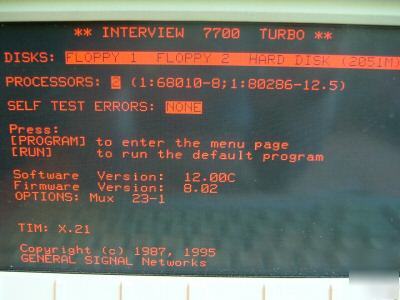 ** INTERVIEW 7700 TURBO **
DISKS: FLOPPY 1 FLOPPY 2 HARD DISK (2051M)
PROCESSORS: 2 (1:68010-8;1:80286-12.5)
SELF TEST ERRORS: NONE
Press:
[PROGRAM] to enter the menu page
[RUN] to run the default program
Software Version: 12.00C
Firmware Version: 8.02
OPTIONS: Mux 23-1
TIM: X.21
Copyright (c) 1987, 1995
GENERAL SIGNAL Networks